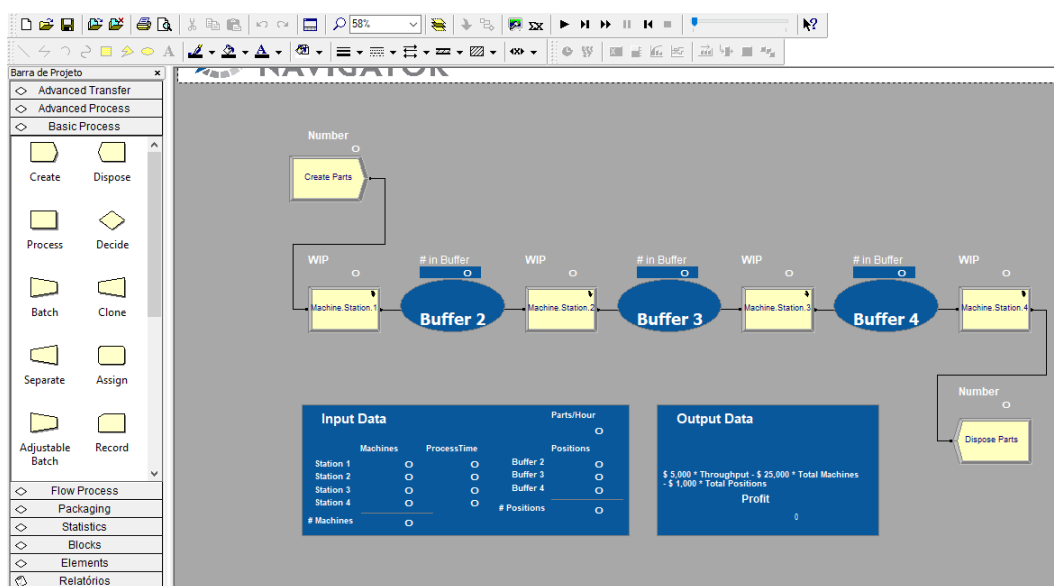 58%
Barra de Projeto
Advanced Transfer
Advanced Process
Basic Process
Create Dispose
Process Decide
Batch Clone
Separate Assign
Adjustable Batch Record
Flow Process
Packaging
Statistics
Blocks
Elements
Relatórios
NAVIGATOR
Number
0
Create Parts
WIP # in Buffer WIP # in Buffer WIP # in Buffer WIP
0 0 0 0 0 0 0
Machine.Station.1 Buffer 2 Machine.Station.2 Buffer 3 Machine.Station.3 Buffer 4 Machine.Station.4
Number
0
Dispose Parts
Input Data
Parts/Hour
0
Machines ProcessTime Positions
Station 1 0 0 Buffer 2 0
Station 2 0 0 Buffer 3 0
Station 3 0 0 Buffer 4 0
Station 4 0 0
# Machines 0 # Positions 0
Output Data
$ 5,000 * Throughput - $ 25,000 * Total Machines
- $ 1,000 * Total Positions
Profit
0